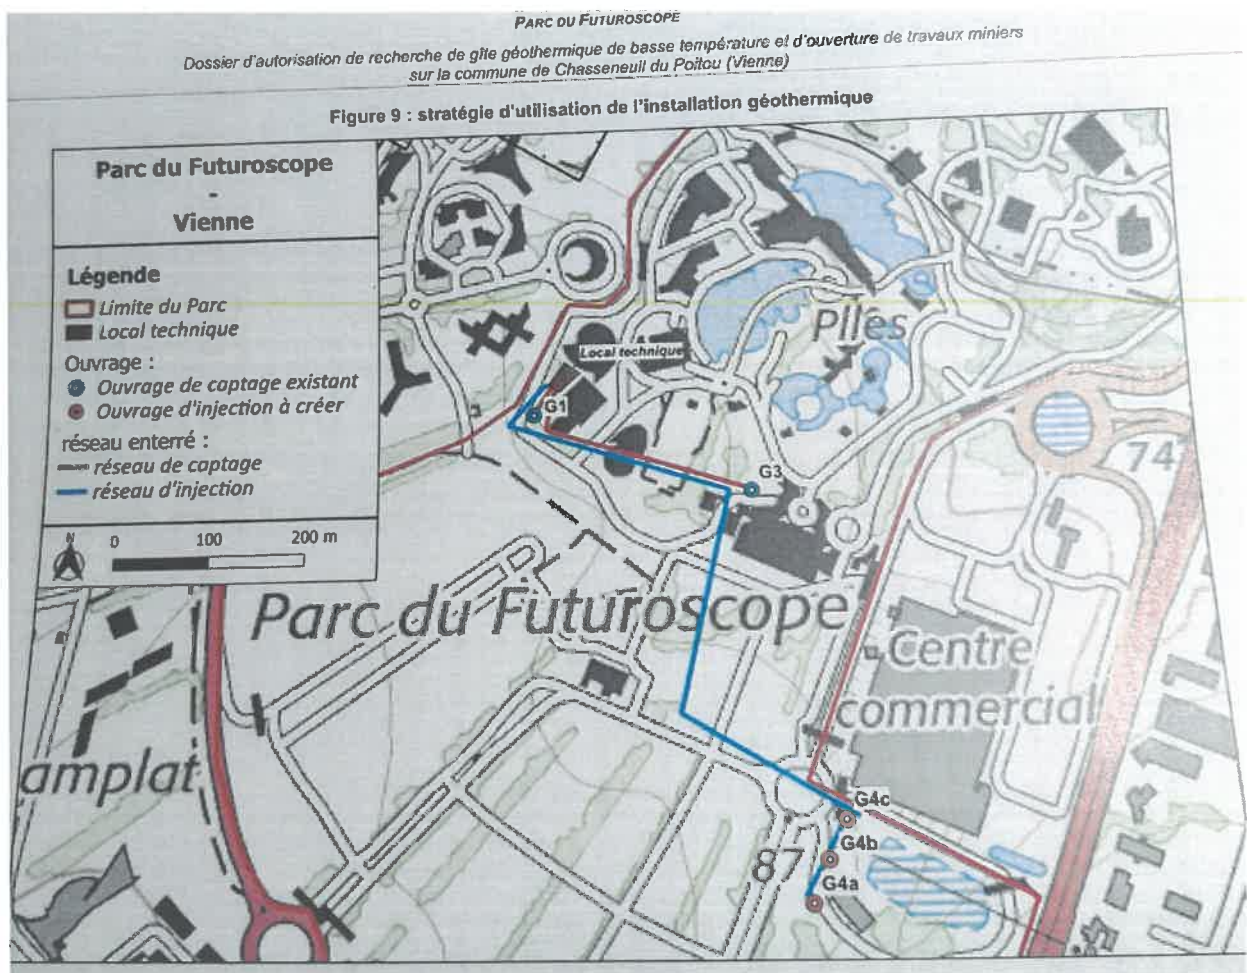 PARC DU FUTUROSCOPE
Dossier d'autorisation de recherche de gîte géothermique de basse température et d'ouverture de travaux miniers
sur la commune de Chasseneuil du Poitou (Vienne)
Figure 9 : stratégie d'utilisation de l'installation géothermique
Parc du Futuroscope
-
Vienne
Légende
Limite du Parc
Local technique
Ouvrage :
Ouvrage de captage existant
Ouvrage d'injection à créer
réseau enterré :
réseau de captage
réseau d'injection
N
0 100 200 m
Plles
Local technique
G1
G3
74
Parc du Futuroscope
Centre
commercial
amplat
G4c
G4b
87
G4a